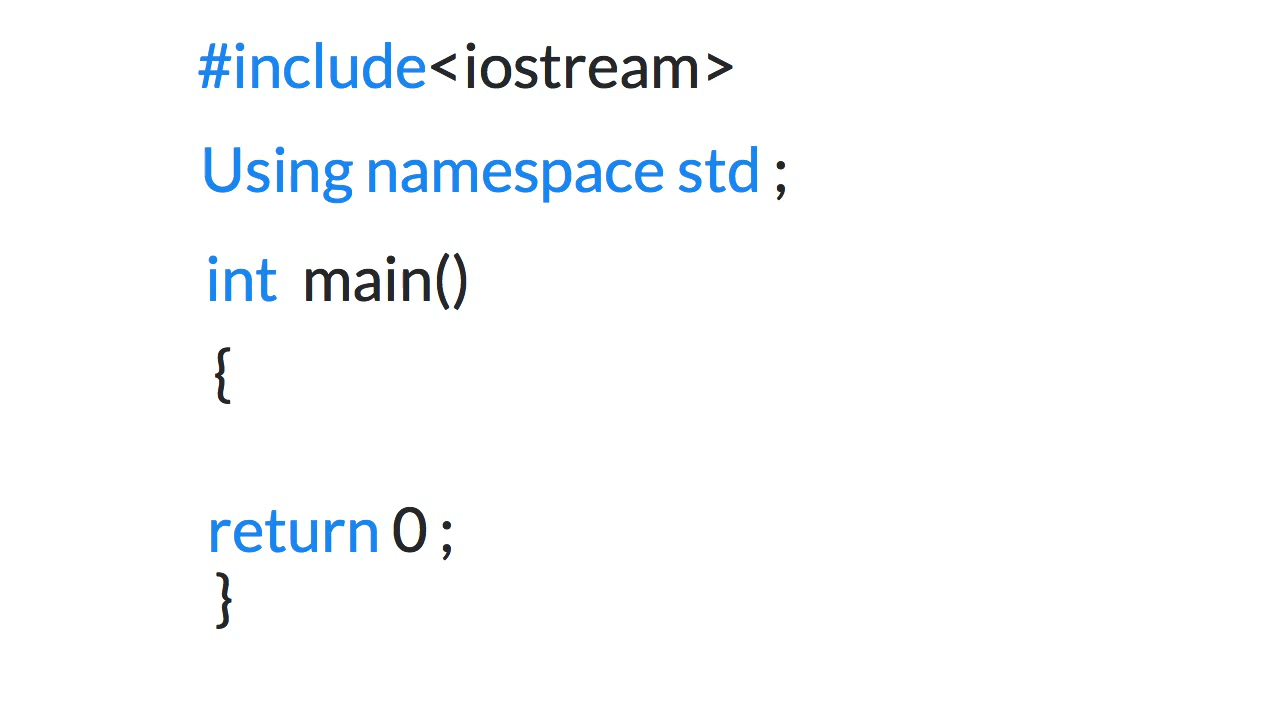 #include<iostream>
Using namespace std ;
int main()
{
return 0 ;
}